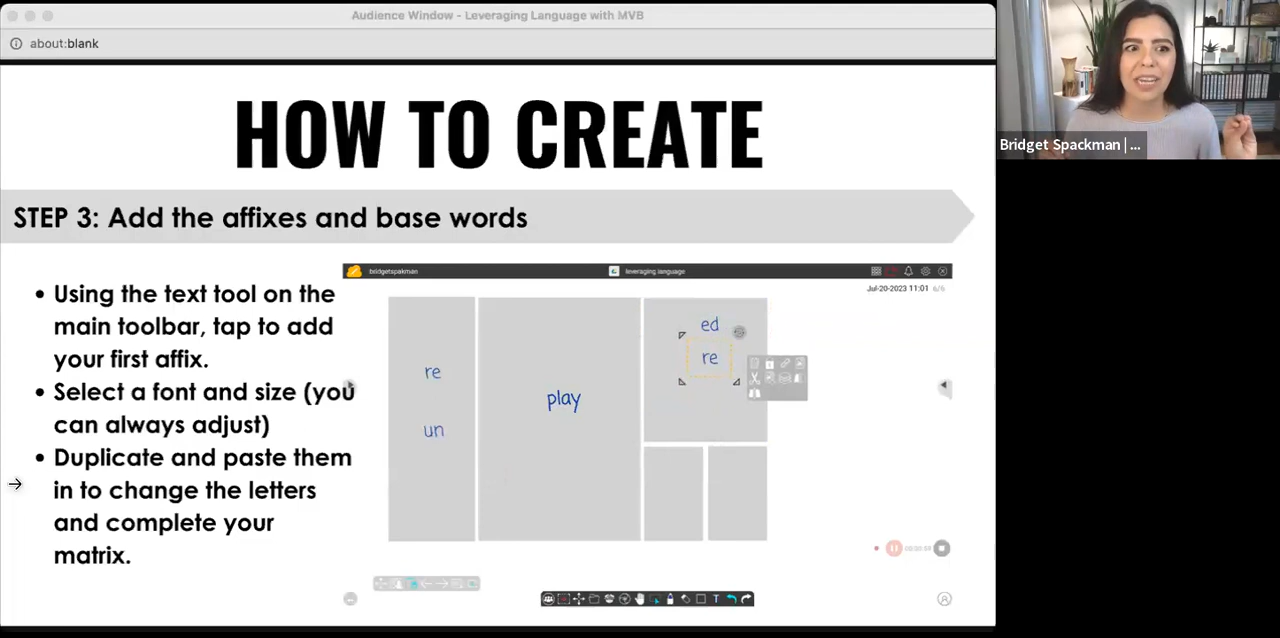 Audience Window - Leveraging Language with MVB
about:blank
HOW TO CREATE
STEP 3: Add the affixes and base words
• Using the text tool on the
main toolbar, tap to add
your first affix.
• Select a font and size (you
can always adjust)
• Duplicate and paste them
in to change the letters
and complete your
matrix.
bridgetspakman
leveraging language
Jul-20-2023 11:01 6/6
re
un
play
ed
re
T
Bridget Spackman | ...